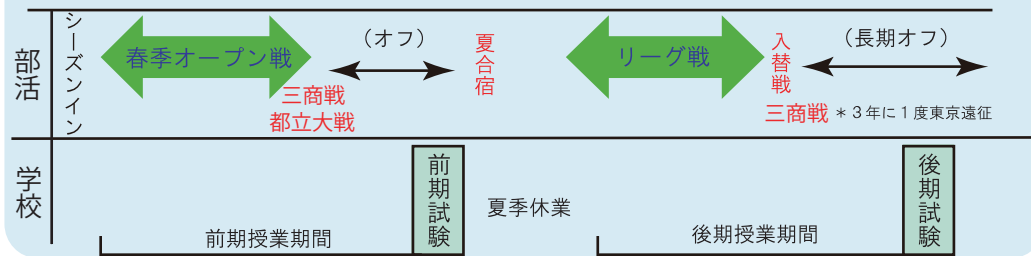 部活
シーズンイン
春季オープン戦
三商戦
都立大戦
（オフ）
夏合宿
リーグ戦
入替戦
三商戦 ＊３年に１度東京遠征
（長期オフ）
学校
前期授業期間
前期試験
夏季休業
後期授業期間
後期試験